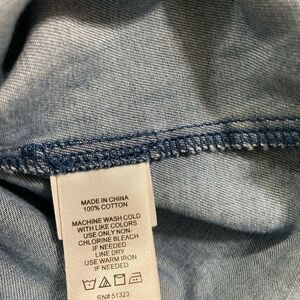 MADE IN CHINA
100% COTTON
MACHINE WASH COLD
WITH LIKE COLORS
USE ONLY NON-
CHLORINE BLEACH
IF NEEDED
LINE DRY
USE WARM IRON
IF NEEDED
RN# 51323